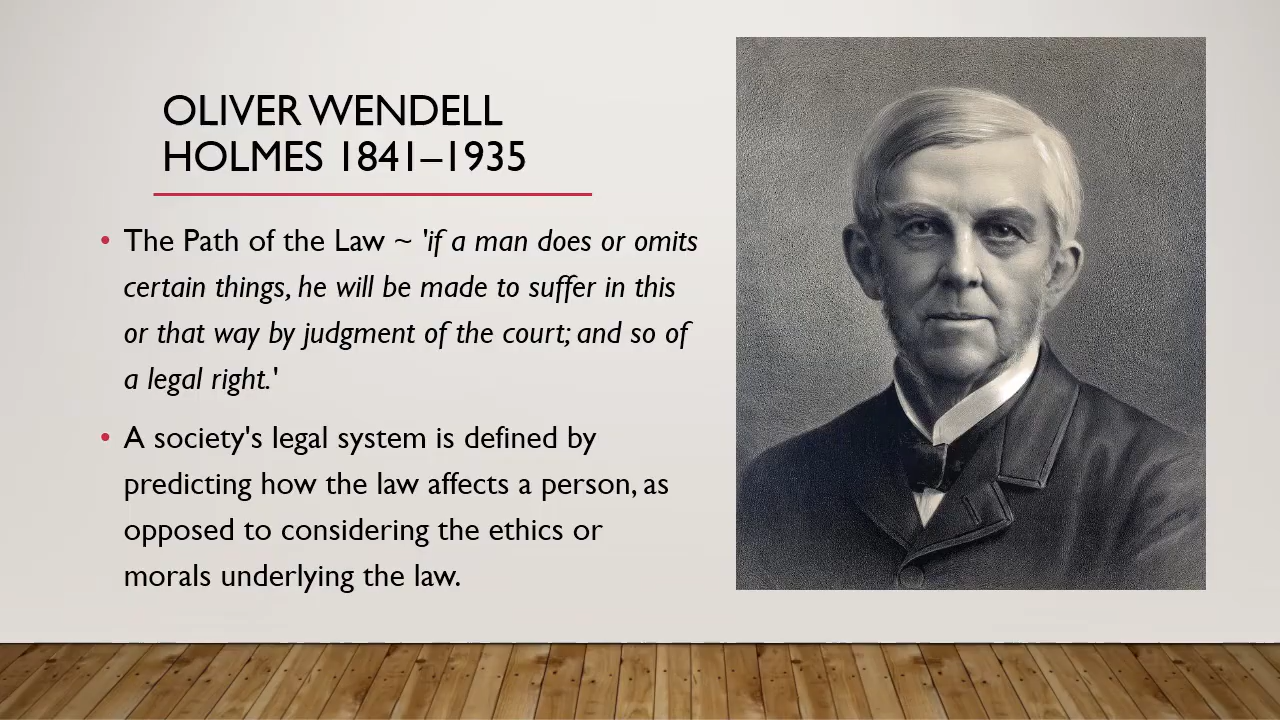 OLIVER WENDELL
HOLMES 1841–1935
• The Path of the Law ~ 'if a man does or omits
certain things, he will be made to suffer in this
or that way by judgment of the court; and so of
a legal right.'
• A society's legal system is defined by
predicting how the law affects a person, as
opposed to considering the ethics or
morals underlying the law.